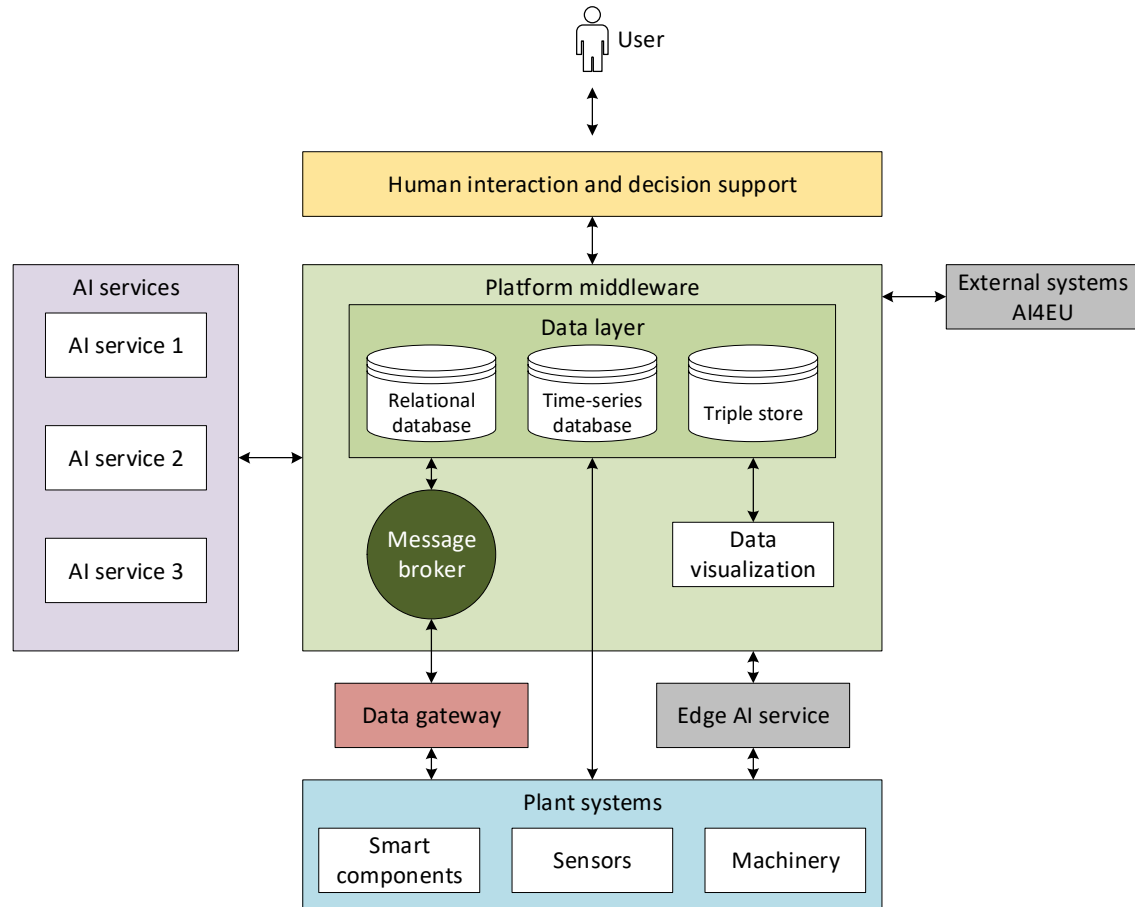 User
Human interaction and decision support
AI services
AI service 1
AI service 2
AI service 3
Platform middleware
Data layer
Relational
database
Time-series
database
Triple store
Message
broker
Data
visualization
External systems
AI4EU
Data gateway
Edge AI service
Plant systems
Smart
components
Sensors
Machinery